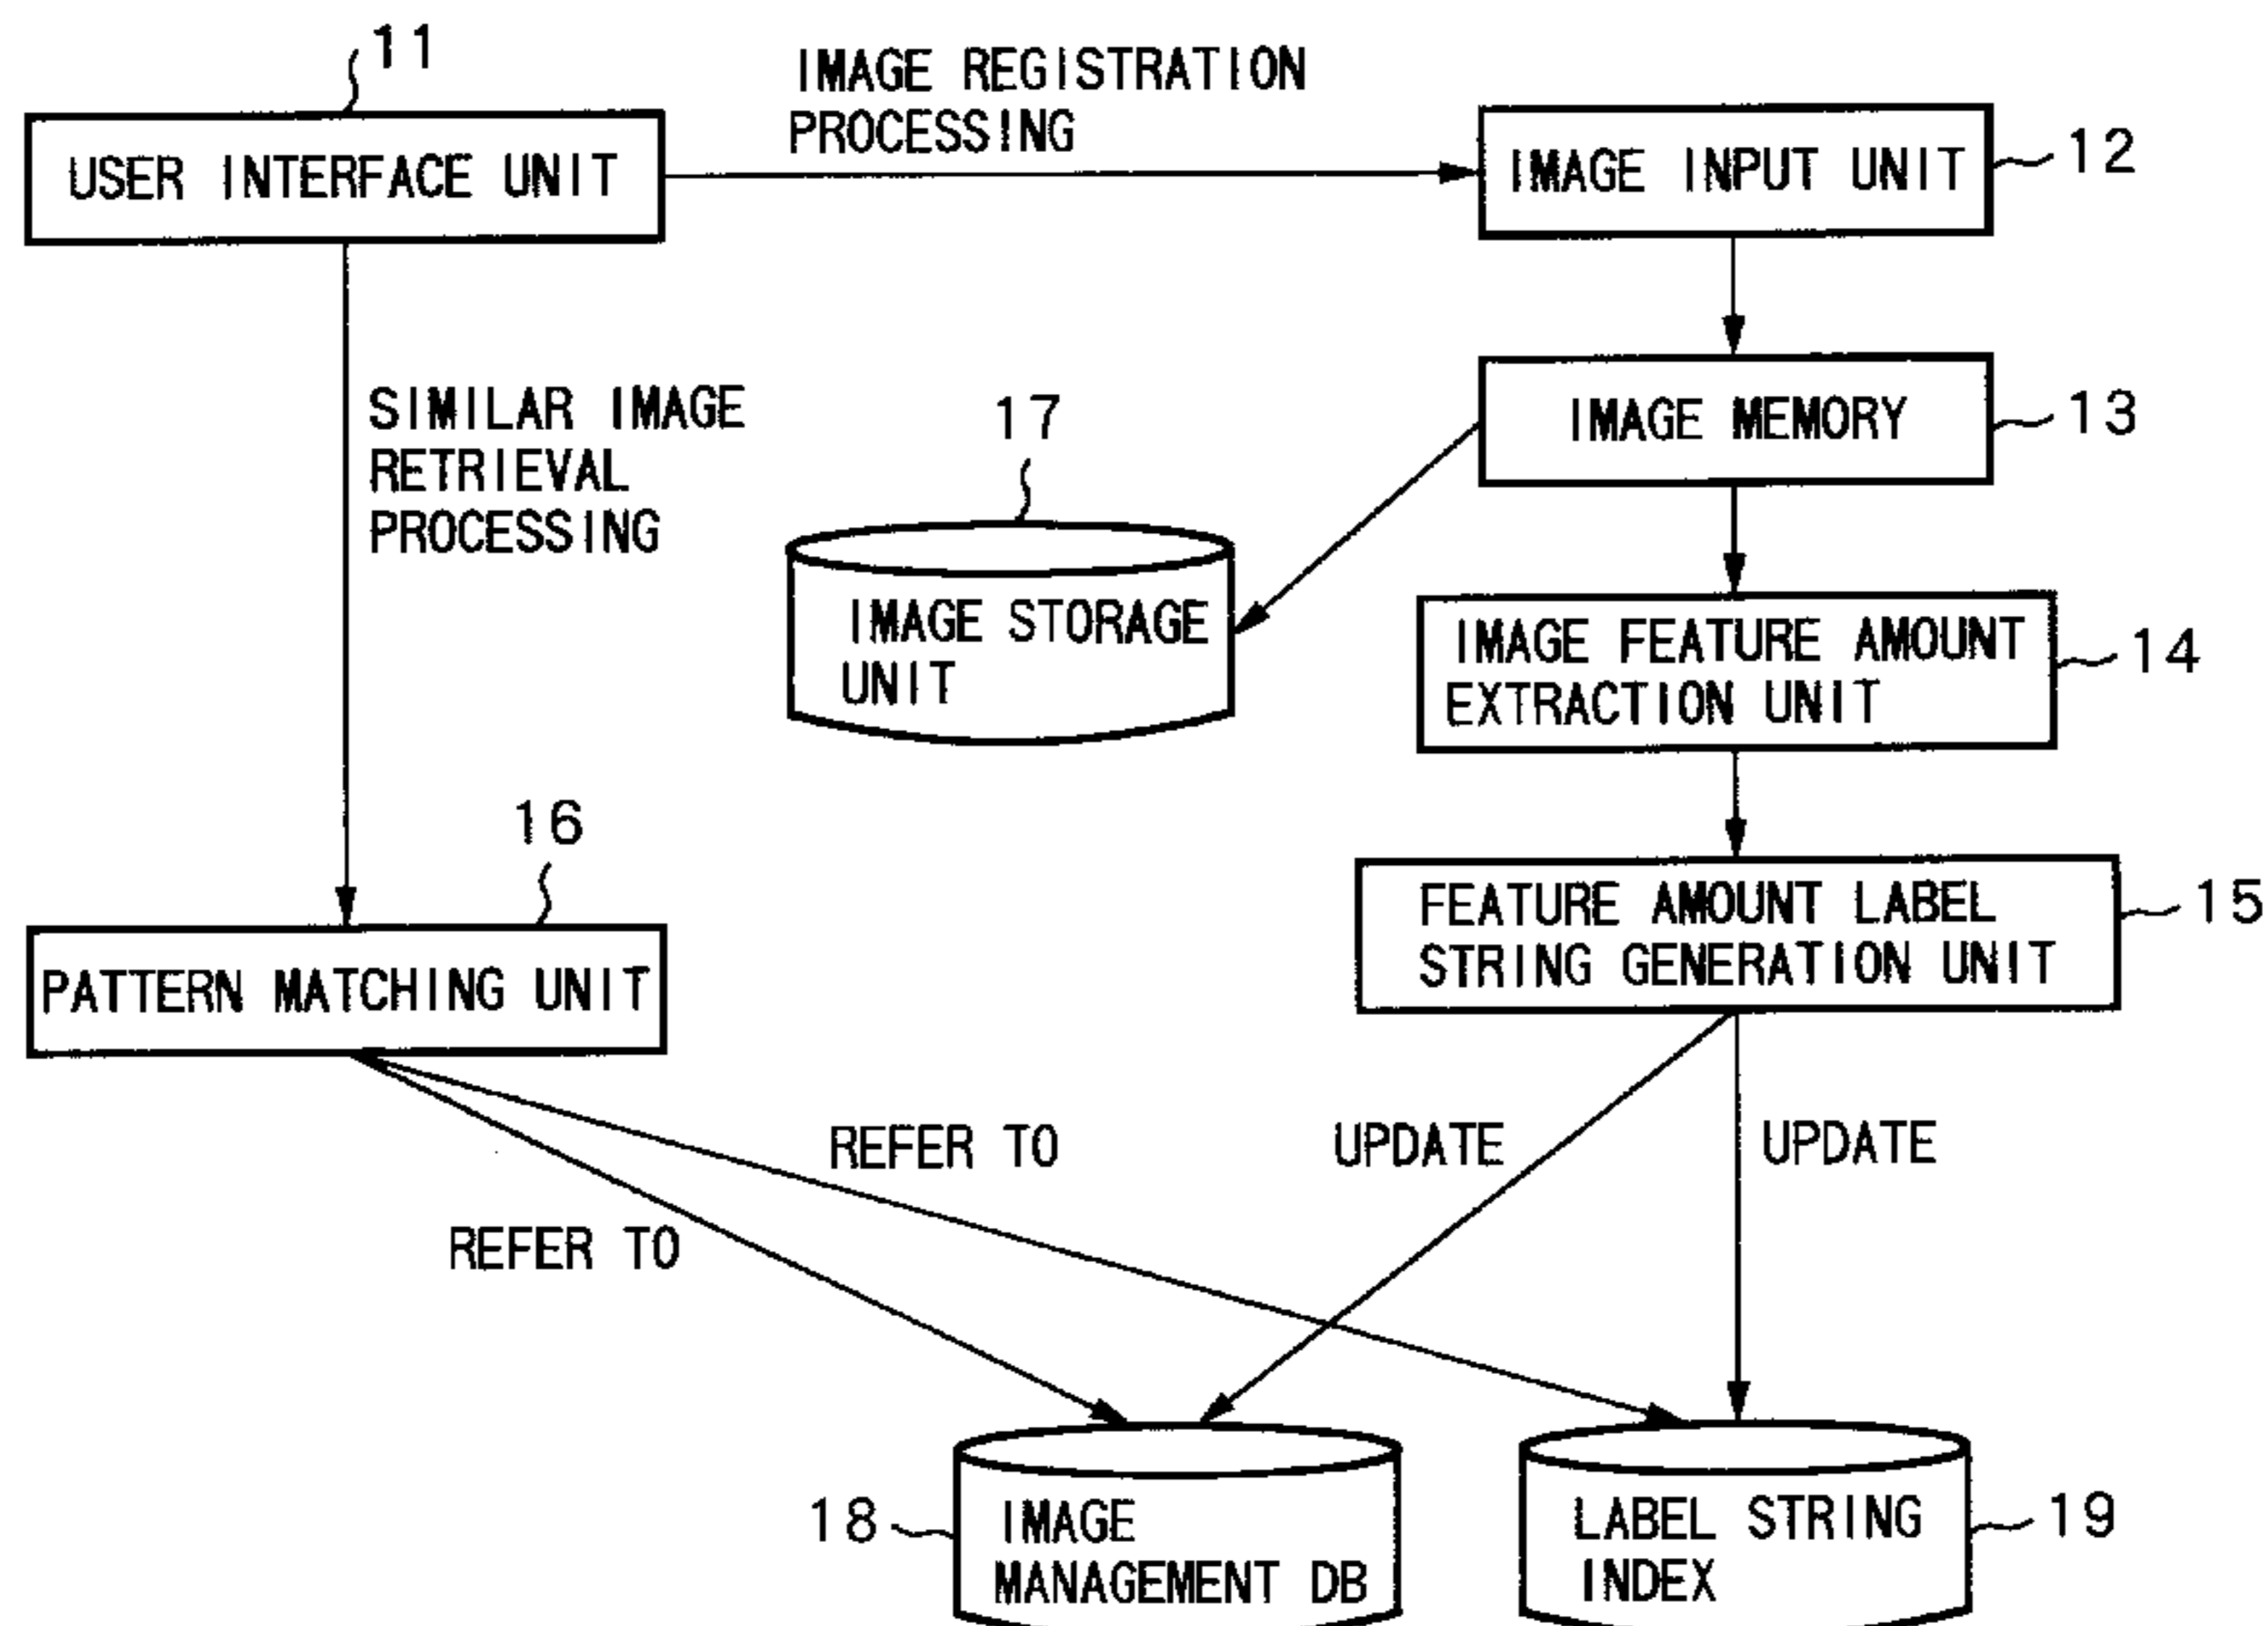 11
IMAGE REGISTRATION
PROCESSING
USER INTERFACE UNIT
IMAGE INPUT UNIT
12
SIMILAR IMAGE
RETRIEVAL
PROCESSING
17
IMAGE MEMORY
13
IMAGE STORAGE
UNIT
IMAGE FEATURE AMOUNT
EXTRACTION UNIT
14
16
PATTERN MATCHING UNIT
FEATURE AMOUNT LABEL
STRING GENERATION UNIT
15
REFER TO
UPDATE
UPDATE
REFER TO
18
IMAGE
MANAGEMENT DB
LABEL STRING
INDEX
19